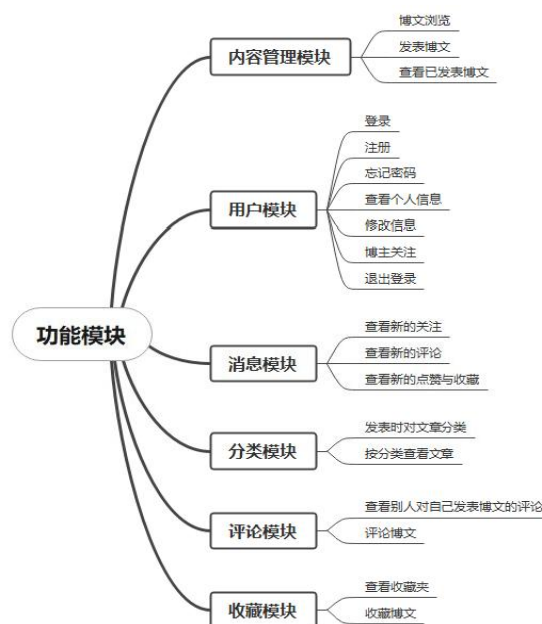 功能模块
内容管理模块
博文浏览
发表博文
查看已发表博文
用户模块
登录
注册
忘记密码
查看个人信息
修改信息
博主关注
退出登录
消息模块
查看新的关注
查看新的评论
查看新的点赞与收藏
分类模块
发表时对文章分类
按分类查看文章
评论模块
查看别人对自己发表博文的评论
评论博文
收藏模块
查看收藏夹
收藏博文